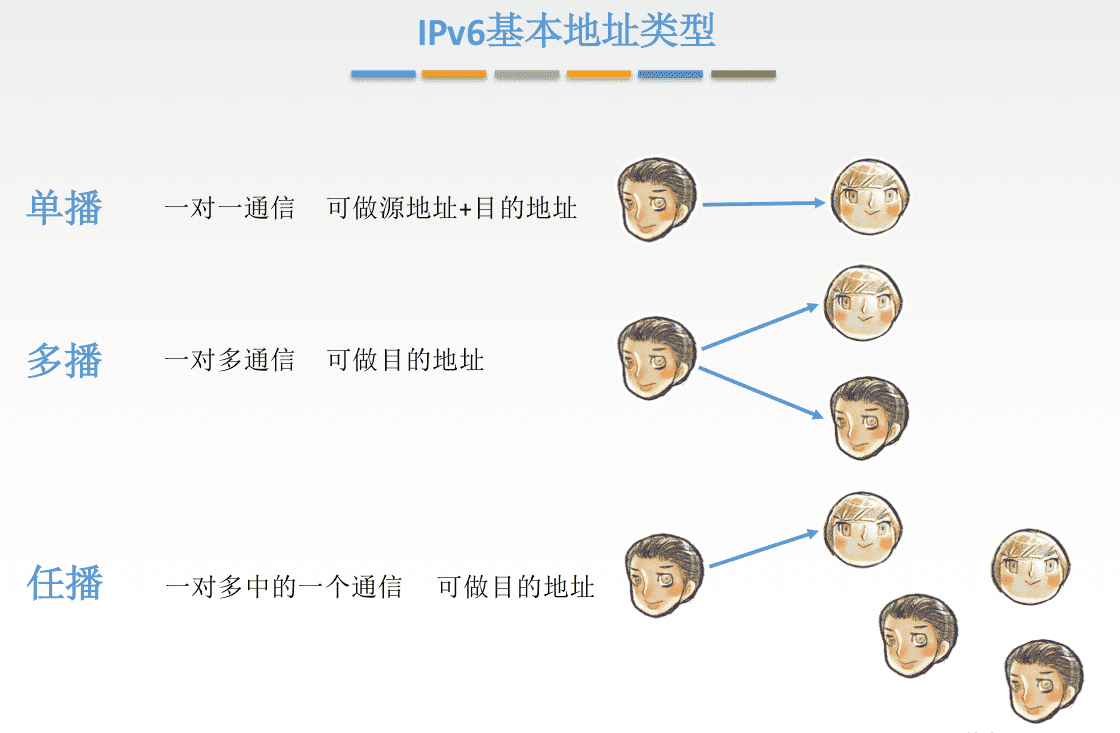 IPv6基本地址类型
单播 一对一通信 可做源地址+目的地址
多播 一对多通信 可做目的地址
任播 一对多中的一个通信 可做目的地址